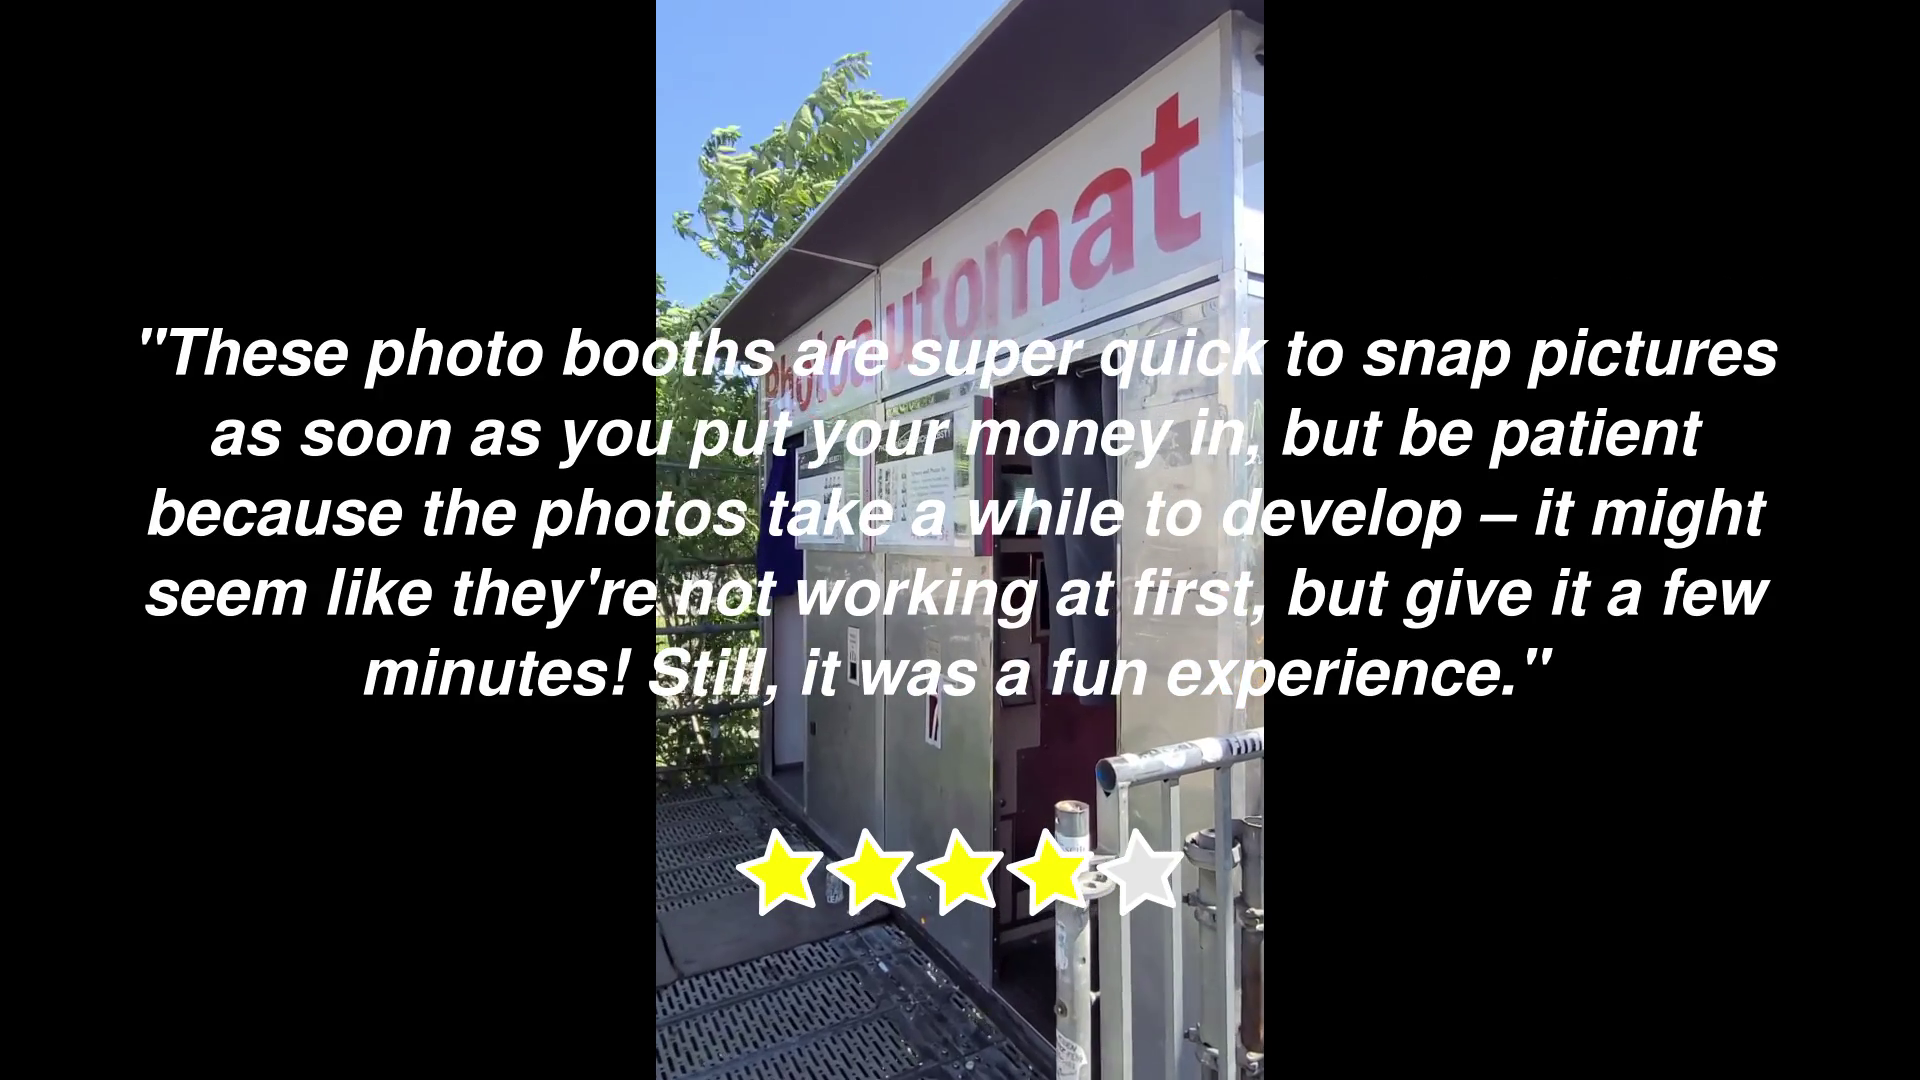 Photoautomat
"These photo booths are super quick to snap pictures
as soon as you put your money in, but be patient
because the photos take a while to develop – it might
seem like they're not working at first, but give it a few
minutes! Still, it was a fun experience."